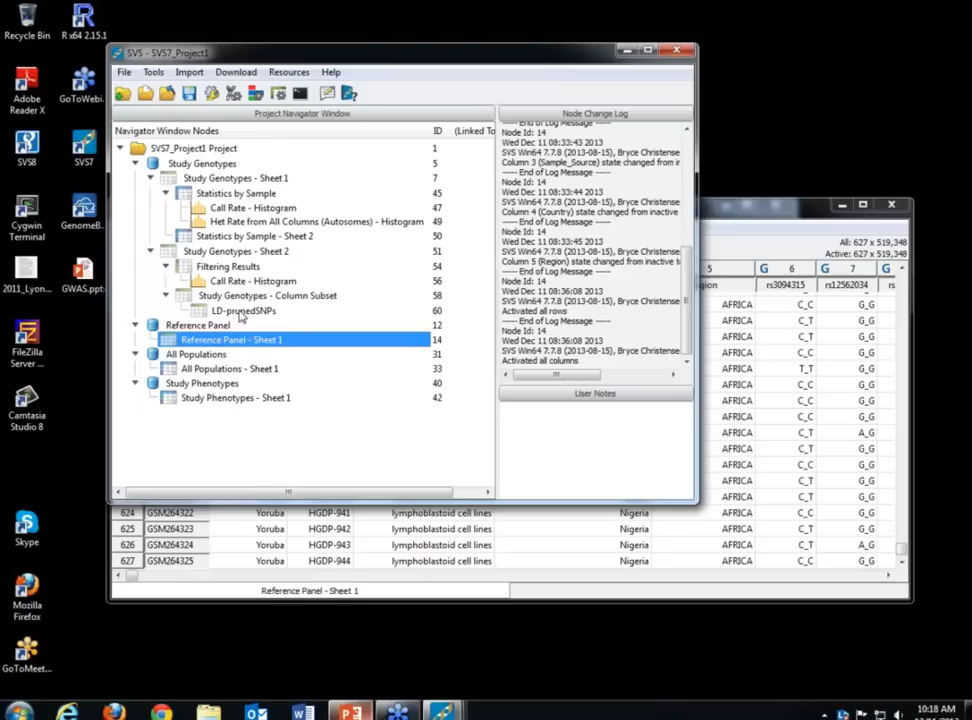 Recycle Bin
R x64 2.15.1
Adobe
Reader X
GoToWebi...
SVS8
SVS7
Cygwin
Terminal
GenomeB...
2011_Lyon...
GWAS.ppt
FileZilla
Server ...
Camtasia
Studio 8
Skype
Mozilla
Firefox
GoToMeet...
SVS - SVS7_Project1
File Tools Import Download Resources Help
Project Navigator Window
Navigator Window Nodes ID (Linked To
SVS7_Project1 Project 1
Study Genotypes 5
Study Genotypes - Sheet 1 7
Statistics by Sample 45
Call Rate - Histogram 47
Het Rate from All Columns (Autosomes) - Histogram 49
Statistics by Sample - Sheet 2 50
Study Genotypes - Sheet 2 51
Filtering Results 54
Call Rate - Histogram 56
Study Genotypes - Column Subset 58
LD-prunedSNPs 60
Reference Panel 12
Reference Panel - Sheet 1 14
All Populations 31
All Populations - Sheet 1 33
Study Phenotypes 40
Study Phenotypes - Sheet 1 42
Node Change Log
----- End of Log Message -----
Node Id: 14
Wed Dec 11 08:33:43 2013
SVS Win64 7.7.8 (2013-08-15), Bryce Christense
Column 3 (Sample_Source) state changed from ir
----- End of Log Message -----
Node Id: 14
Wed Dec 11 08:33:44 2013
SVS Win64 7.7.8 (2013-08-15), Bryce Christense
Column 4 (Country) state changed from inactive
----- End of Log Message -----
Node Id: 14
Wed Dec 11 08:33:45 2013
SVS Win64 7.7.8 (2013-08-15), Bryce Christense
Column 5 (Region) state changed from inactive t
----- End of Log Message -----
Node Id: 14
Wed Dec 11 08:36:08 2013
SVS Win64 7.7.8 (2013-08-15), Bryce Christense
Activated all rows
----- End of Log Message -----
Node Id: 14
Wed Dec 11 08:36:08 2013
SVS Win64 7.7.8 (2013-08-15), Bryce Christense
Activated all columns
User Notes
All: 627 x 519,348
Active: 627 x 519,348
5 G 6 G 7 G
gion rs3094315 rs12562034 rs
AFRICA C_C G_G
AFRICA C_T G_G
AFRICA C_T G_G
AFRICA C_C G_G
AFRICA T_T G_G
AFRICA C_C G_G
AFRICA C_C G_G
AFRICA C_C G_G
AFRICA C_T A_G
AFRICA C_T G_G
AFRICA C_C G_G
AFRICA C_T G_G
AFRICA C_T G_G
624 GSM264322 Yoruba HGDP-941 lymphoblastoid cell lines Nigeria AFRICA C_C G_G
625 GSM264323 Yoruba HGDP-942 lymphoblastoid cell lines Nigeria AFRICA C_T G_G
626 GSM264324 Yoruba HGDP-943 lymphoblastoid cell lines Nigeria AFRICA C_T A_G
627 GSM264325 Yoruba HGDP-944 lymphoblastoid cell lines Nigeria AFRICA C_C G_G
Reference Panel - Sheet 1
10:18 AM